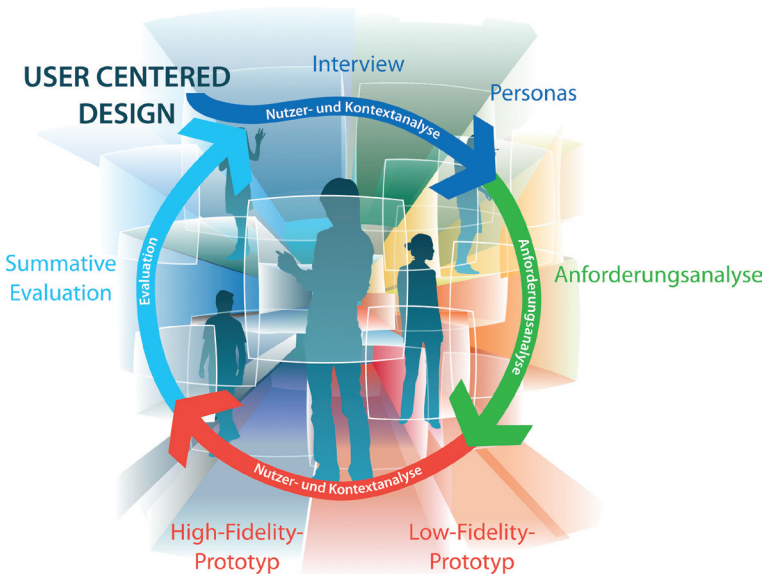 USER CENTERED
DESIGN
Interview
Personas
Nutzer- und Kontextanalyse
Anforderungsanalyse
Anforderungsanalyse
Low-Fidelity-
Prototyp
High-Fidelity-
Prototyp
Nutzer- und Kontextanalyse
Summative
Evaluation
Evaluation